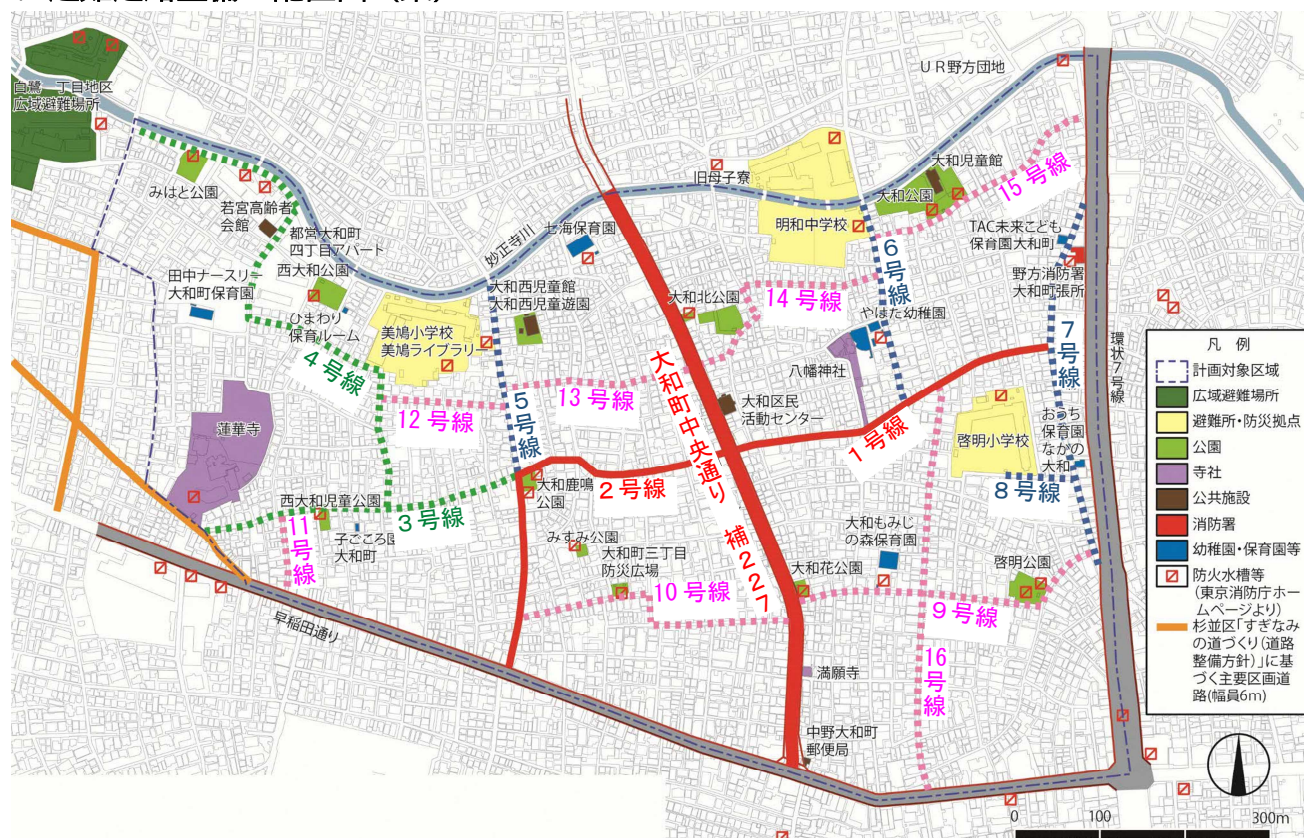 ＵＲ野方団地
白鷺一丁目地区
広域避難場所
みはと公園
若宮高齢者
会館
都営大和町
四丁目アパート
西大和公園
田中ナースリー
大和町保育園
ひまわり
保育ルーム
４号線
美鳩小学校
美鳩ライブラリー
妙正寺川
七海保育園
大和西児童館
大和西児童遊園
旧母子寮
明和中学校
大和公園
大和児童館
15号線
TAC未来こども
保育園大和町
野方消防署
大和町張所
６号線
７号線
環状７号線
大和北公園
14号線
やはた幼稚園
八幡神社
大和町中央通り
補２２７
大和区民
活動センター
13号線
12号線
５号線
１号線
啓明小学校
おうち
保育園
なかの
大和
８号線
蓮華寺
西大和児童公園
３号線
11号線
子ごころ園
大和町
大和鹿鳴
公園
２号線
みすみ公園
大和町三丁目
防災広場
10号線
大和もみじ
の森保育園
大和花公園
啓明公園
９号線
16号線
早稲田通り
満願寺
中野大和町
郵便局
凡 例
計画対象区域
広域避難場所
避難所・防災拠点
公園
寺社
公共施設
消防署
幼稚園・保育園等
防火水槽等
(東京消防庁ホー
ムページより)
杉並区「すぎなみ
の道づくり(道路
整備方針)」に基
づく主要区画道
路(幅員6m)
0 100 300m